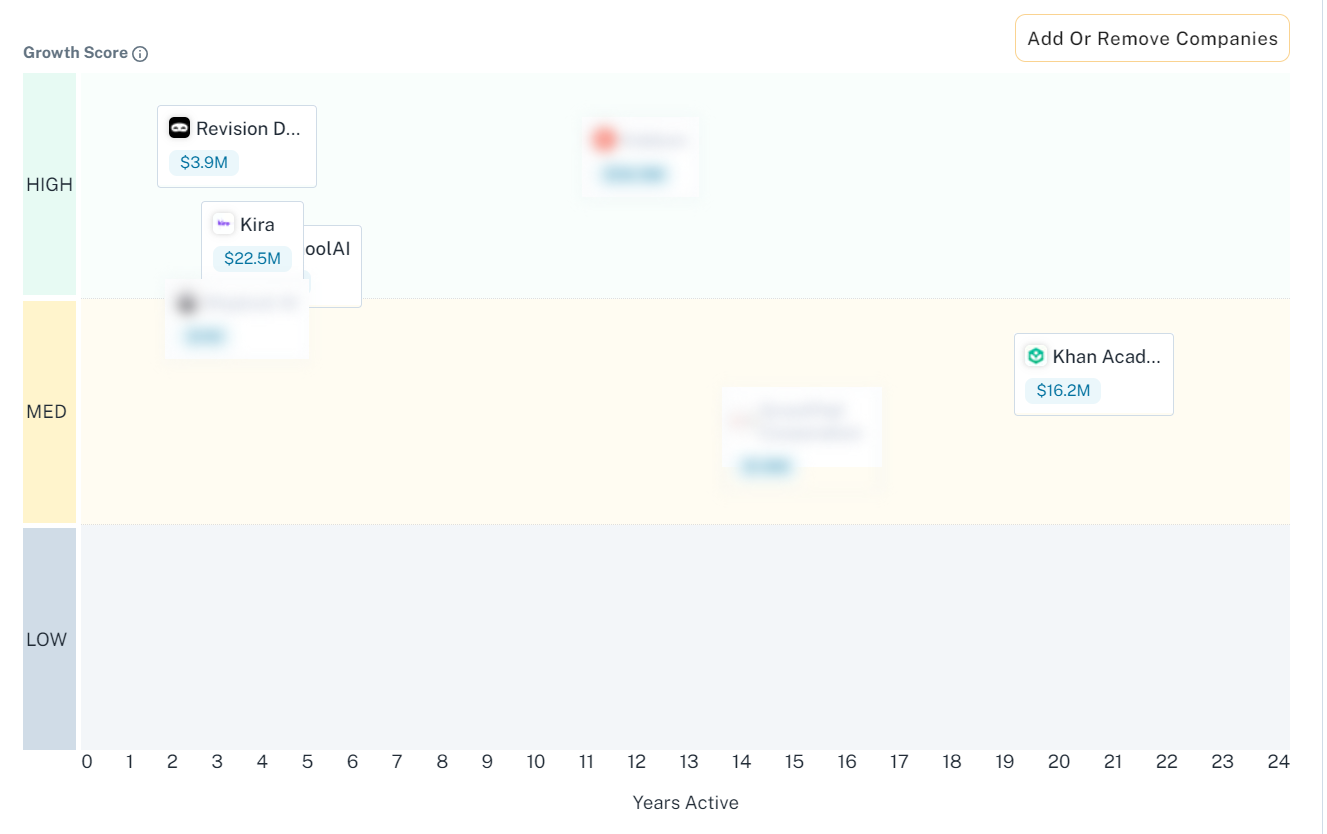 Add Or Remove Companies
Growth Score
HIGH
Revision D...
$3.9M
Kira
$22.5M
oolAI
MED
Khan Acad...
$16.2M
LOW
0 1 2 3 4 5 6 7 8 9 10 11 12 13 14 15 16 17 18 19 20 21 22 23 24
Years Active